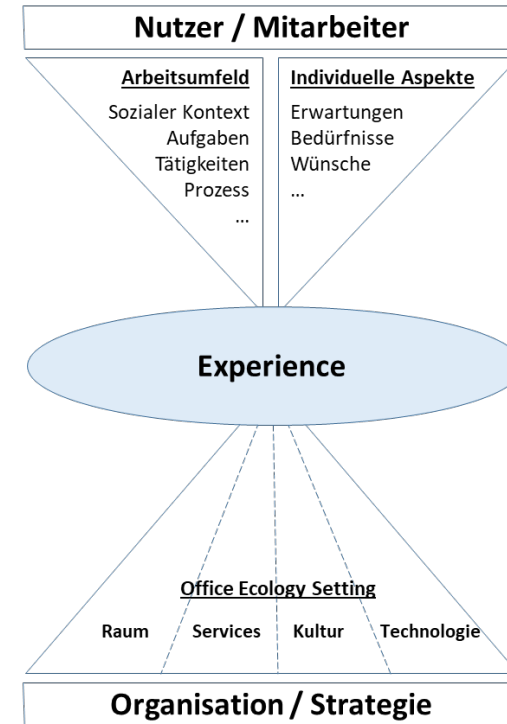 Nutzer / Mitarbeiter
Arbeitsumfeld
Sozialer Kontext
Aufgaben
Tätigkeiten
Prozess
...
Individuelle Aspekte
Erwartungen
Bedürfnisse
Wünsche
...
Experience
Office Ecology Setting
Raum Services Kultur Technologie
Organisation / Strategie